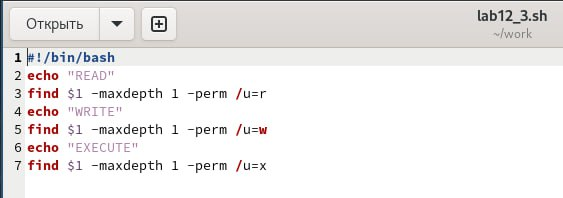 Открыть
lab12_3.sh
~/work
1 #!/bin/bash
2 echo "READ"
3 find $1 -maxdepth 1 -perm /u=r
4 echo "WRITE"
5 find $1 -maxdepth 1 -perm /u=w
6 echo "EXECUTE"
7 find $1 -maxdepth 1 -perm /u=x